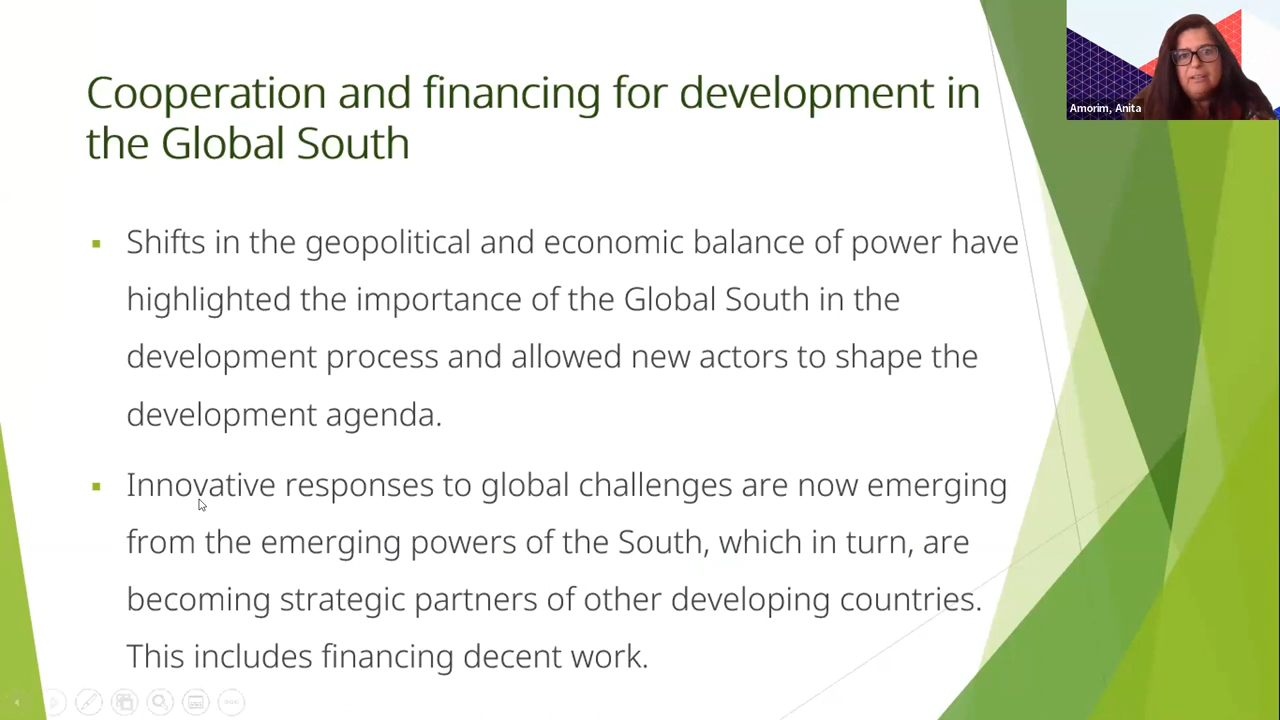 Amorim, Anita
Cooperation and financing for development in
the Global South
Shifts in the geopolitical and economic balance of power have
highlighted the importance of the Global South in the
development process and allowed new actors to shape the
development agenda.
Innovative responses to global challenges are now emerging
from the emerging powers of the South, which in turn, are
becoming strategic partners of other developing countries.
This includes financing decent work.